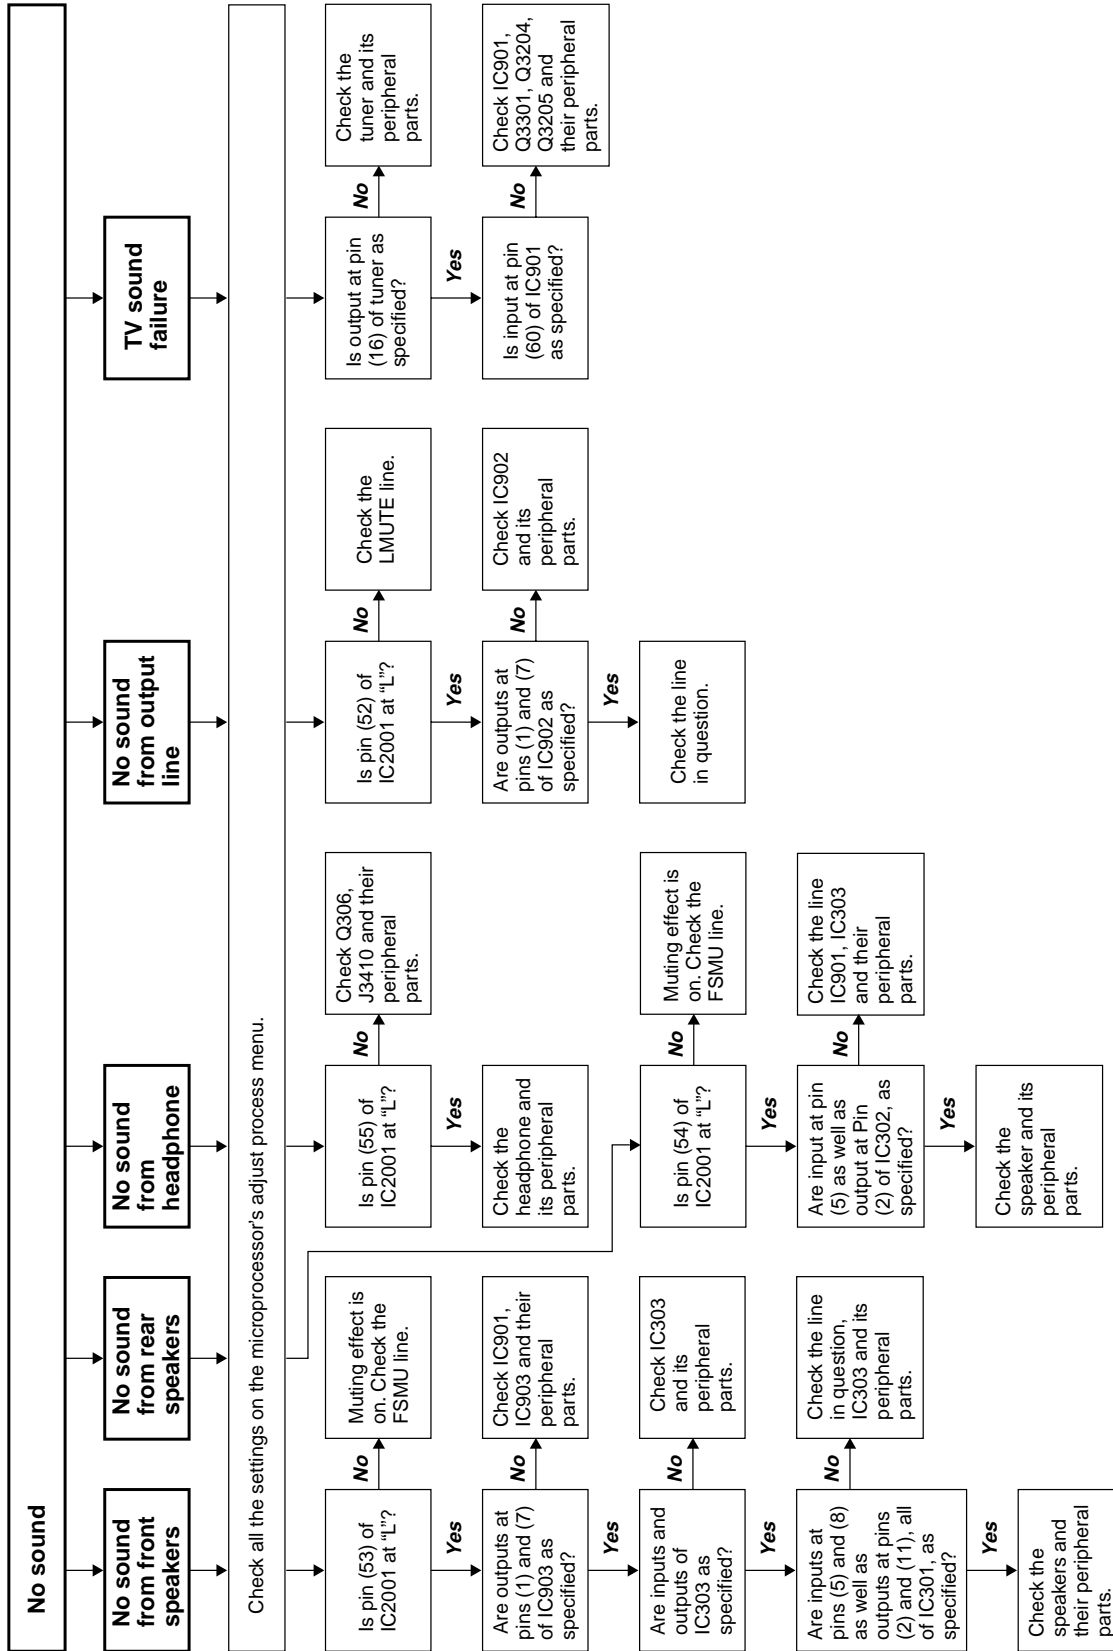 No sound
No sound
from front
speakers
No sound
from rear
speakers
No sound
from
headphone
No sound
from output
line
TV sound
failure
Check all the settings on the microprocessor's adjust process menu.
Is pin (53) of
IC2001 at “L”?
No
Muting effect is
on. Check the
FSMU line.
Yes
Are outputs at
pins (1) and (7)
of IC903 as
specified?
No
Check IC901,
IC903 and their
peripheral
parts.
Yes
Are inputs and
outputs of
IC303 as
specified?
No
Check IC303
and its
peripheral
parts.
Yes
Are inputs at
pins (5) and (8)
as well as
outputs at pins
(2) and (11), all
of IC301, as
specified?
No
Check the line
in question,
IC303 and its
peripheral
parts.
Yes
Check the
speakers and
their peripheral
parts.
Is pin (55) of
IC2001 at “L”?
No
Check Q306,
J3410 and their
peripheral
parts.
Yes
Check the
headphone and
its peripheral
parts.
Is pin (54) of
IC2001 at “L”?
No
Muting effect is
on. Check the
FSMU line.
Yes
Are input at pin
(5) as well as
output at Pin
(2) of IC302, as
specified?
No
Check the line
IC901, IC303
and their
peripheral
parts.
Yes
Check the
speaker and its
peripheral
parts.
Is pin (52) of
IC2001 at “L”?
No
Check the
LMUTE line.
Yes
Are outputs at
pins (1) and (7)
of IC902 as
specified?
No
Check IC902
and its
peripheral
parts.
Yes
Check the line
in question.
Is output at pin
(16) of tuner as
specified?
No
Check the
tuner and its
peripheral
parts.
Yes
Is input at pin
(60) of IC901
as specified?
No
Check IC901,
Q3301, Q3204,
Q3205 and
their peripheral
parts.